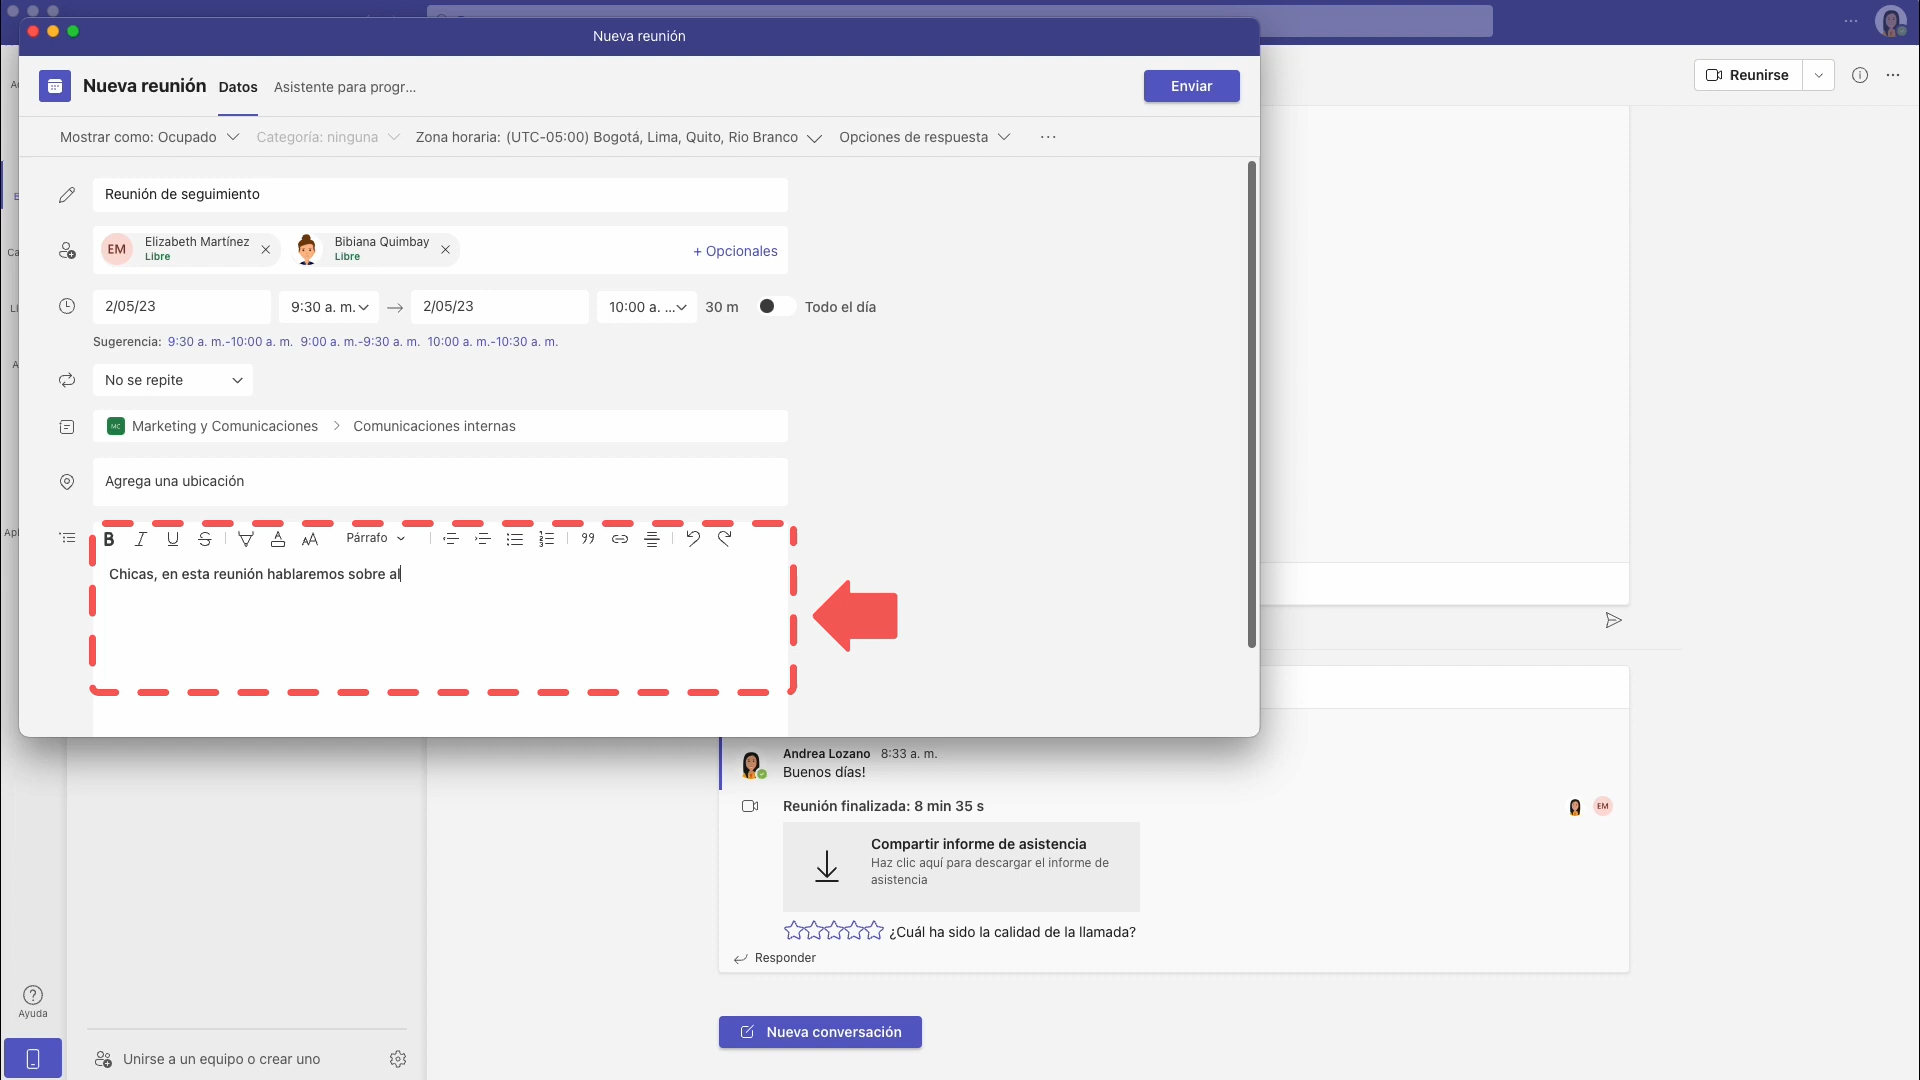 Nueva reunión
Nueva reunión Datos Asistente para progr...
Enviar
Reunirse
Mostrar como: Ocupado Categoría: ninguna Zona horaria: (UTC-05:00) Bogotá, Lima, Quito, Rio Branco Opciones de respuesta ...
Reunión de seguimiento
EM Elizabeth Martínez Bibiana Quimbay
Libre Libre
+ Opcionales
2/05/23 9:30 a. m. 2/05/23 10:00 a. ... 30 m Todo el día
Sugerencia: 9:30 a. m.-10:00 a. m. 9:00 a. m.-9:30 a. m. 10:00 a. m.-10:30 a. m.
No se repite
MC Marketing y Comunicaciones > Comunicaciones internas
Agrega una ubicación
B I U S A AA Párrafo
Chicas, en esta reunión hablaremos sobre al
Andrea Lozano 8:33 a. m.
Buenos días!
Reunión finalizada: 8 min 35 s
EM
Compartir informe de asistencia
Haz clic aquí para descargar el informe de
asistencia
¿Cuál ha sido la calidad de la llamada?
Responder
Ayuda
Nueva conversación
Unirse a un equipo o crear uno